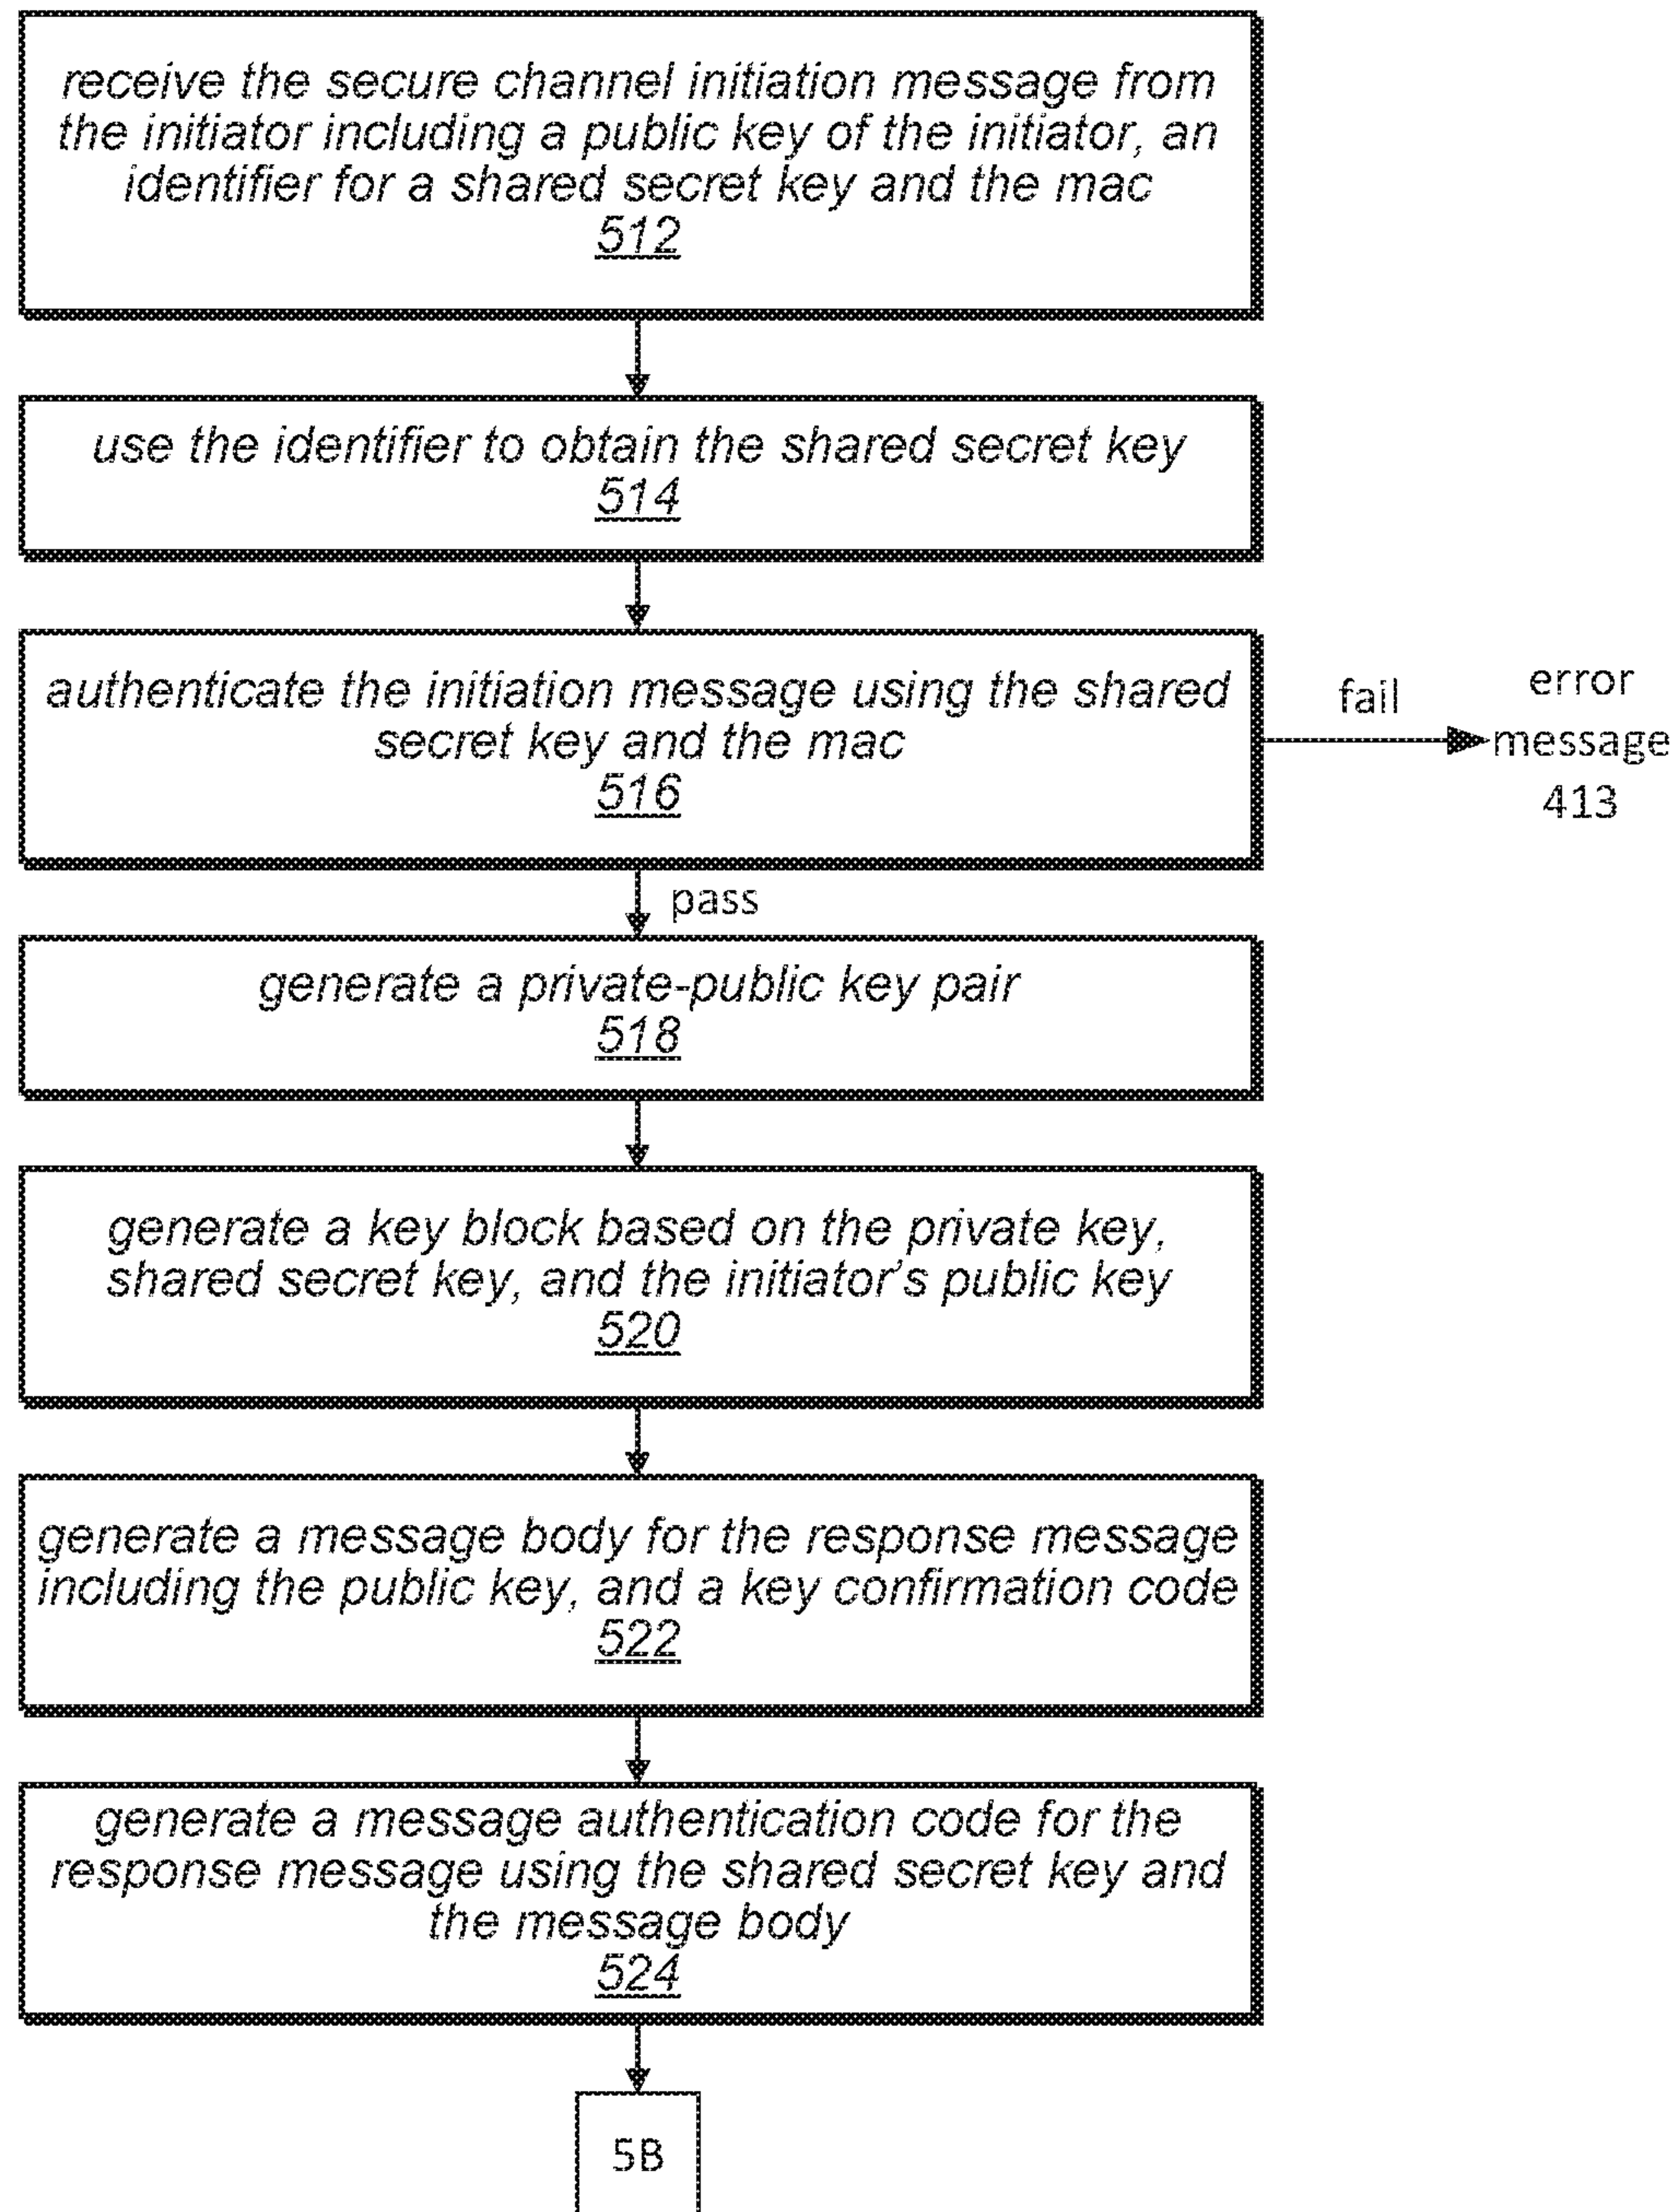 receive the secure channel initiation message from
the initiator including a public key of the initiator, an
identifier for a shared secret key and the mac
512
use the identifier to obtain the shared secret key
514
authenticate the initiation message using the shared
secret key and the mac
516
fail
error
message
413
pass
generate a private-public key pair
518
generate a key block based on the private key,
shared secret key, and the initiator's public key
520
generate a message body for the response message
including the public key, and a key confirmation code
522
generate a message authentication code for the
response message using the shared secret key and
the message body
524
5B